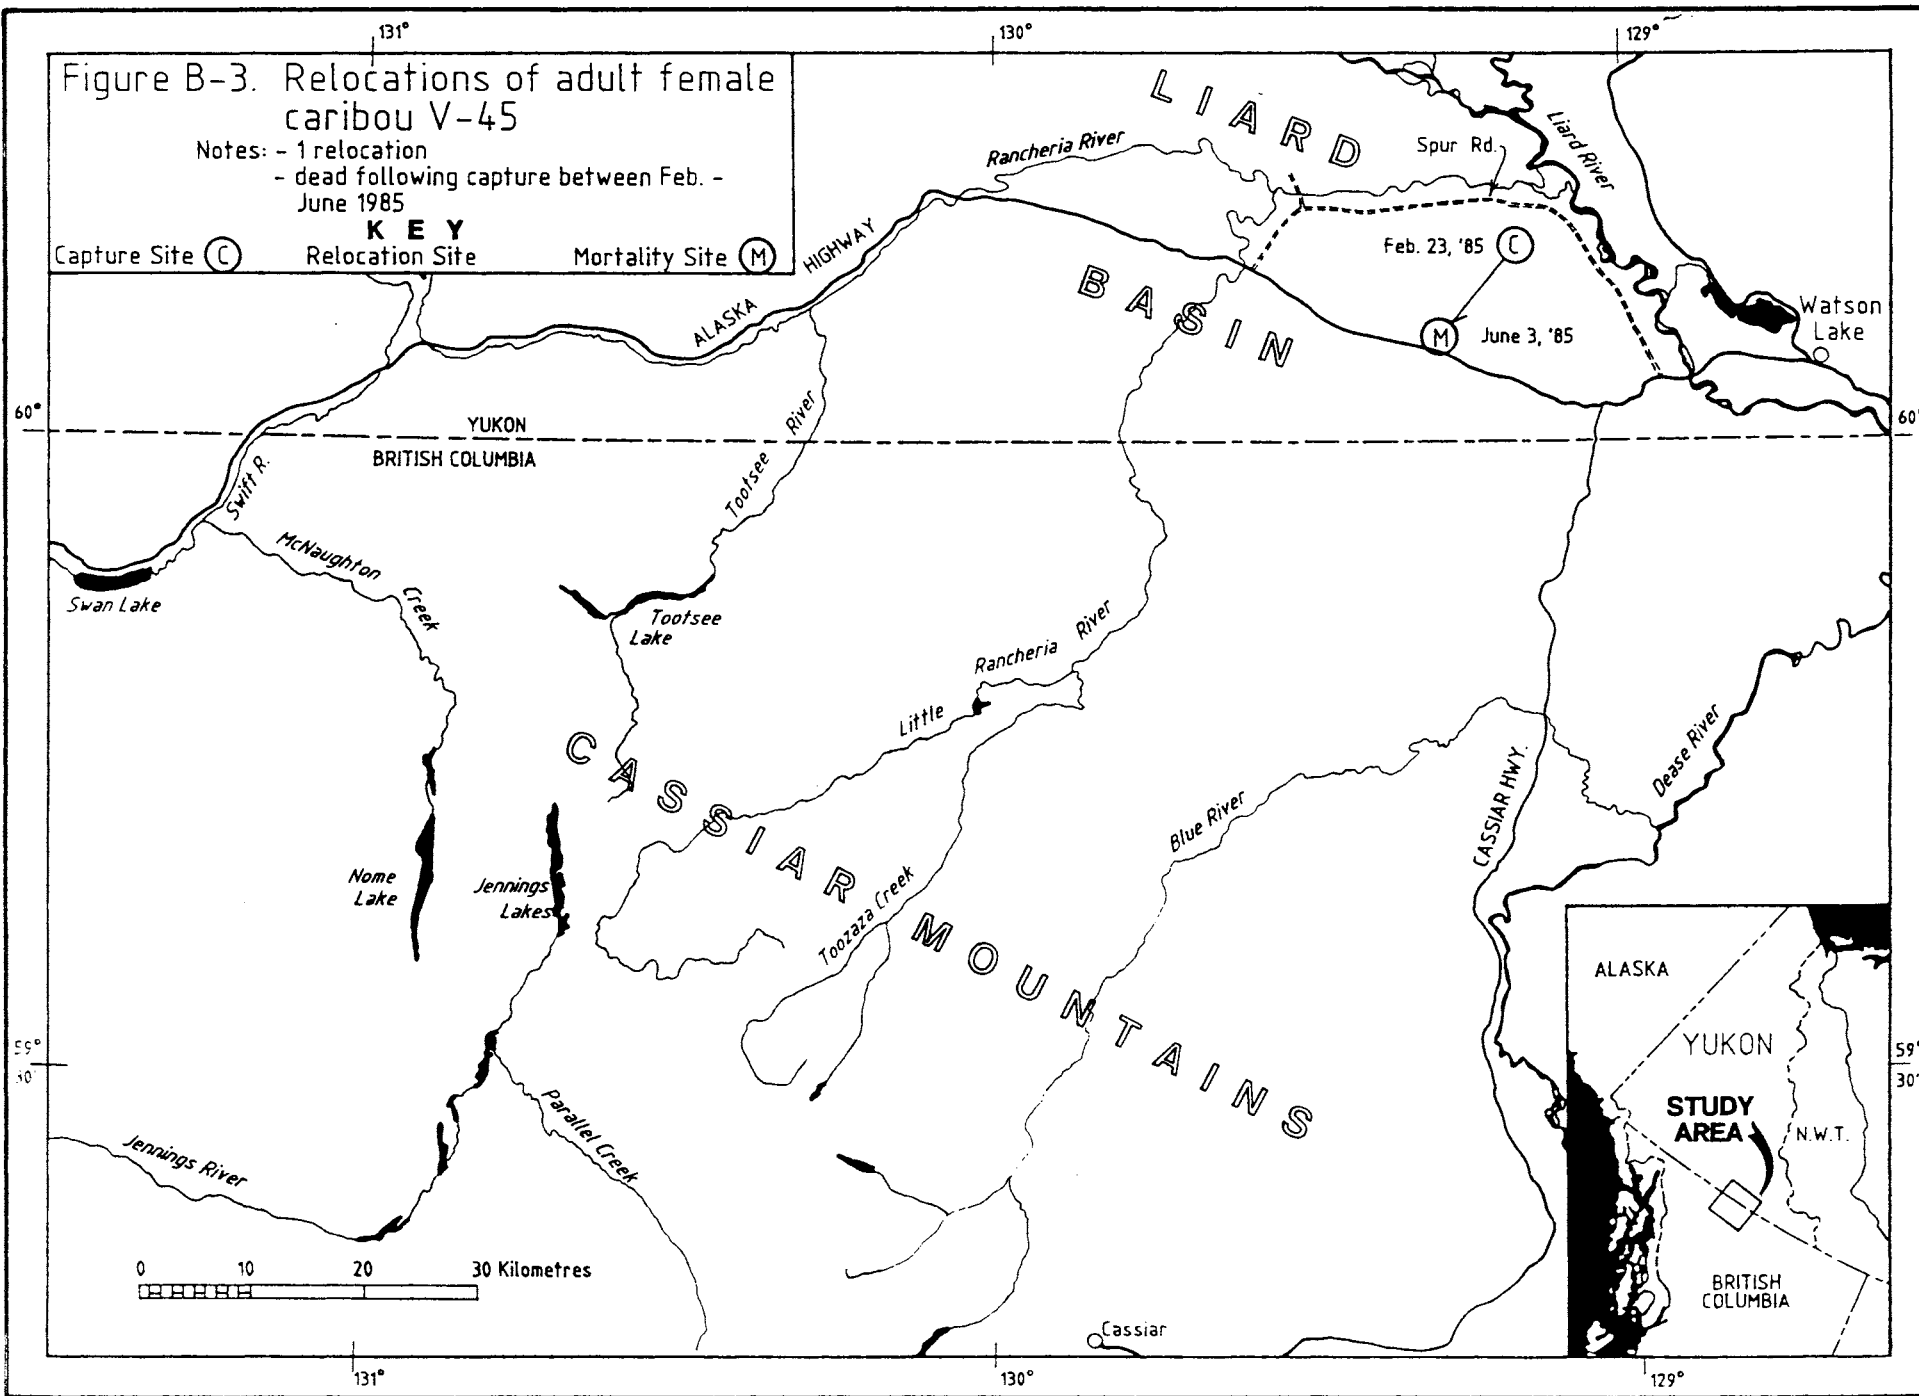 131°
130°
129°
Figure B-3. Relocations of adult female
caribou V-45
Notes: - 1 relocation
- dead following capture between Feb. -
June 1985
KEY
Capture Site C
Relocation Site
Mortality Site M
LIARD
BASIN
Rancheria River
Spur Rd.
Liard River
Feb. 23, '85 C
M June 3, '85
Watson
Lake
ALASKA HIGHWAY
60°
60°
YUKON
BRITISH COLUMBIA
Swift R.
Tootsee River
McNaughton Creek
Swan Lake
Tootsee
Lake
Little Rancheria River
CASSIAR MOUNTAINS
Nome
Lake
Jennings
Lakes
Toozaza Creek
Blue River
CASSIAR HWY.
Dease River
59°
30'
59°
30'
Parallel Creek
Jennings River
0 10 20 30 Kilometres
Cassiar
ALASKA
YUKON
STUDY
AREA
N.W.T.
BRITISH
COLUMBIA
131°
130°
129°